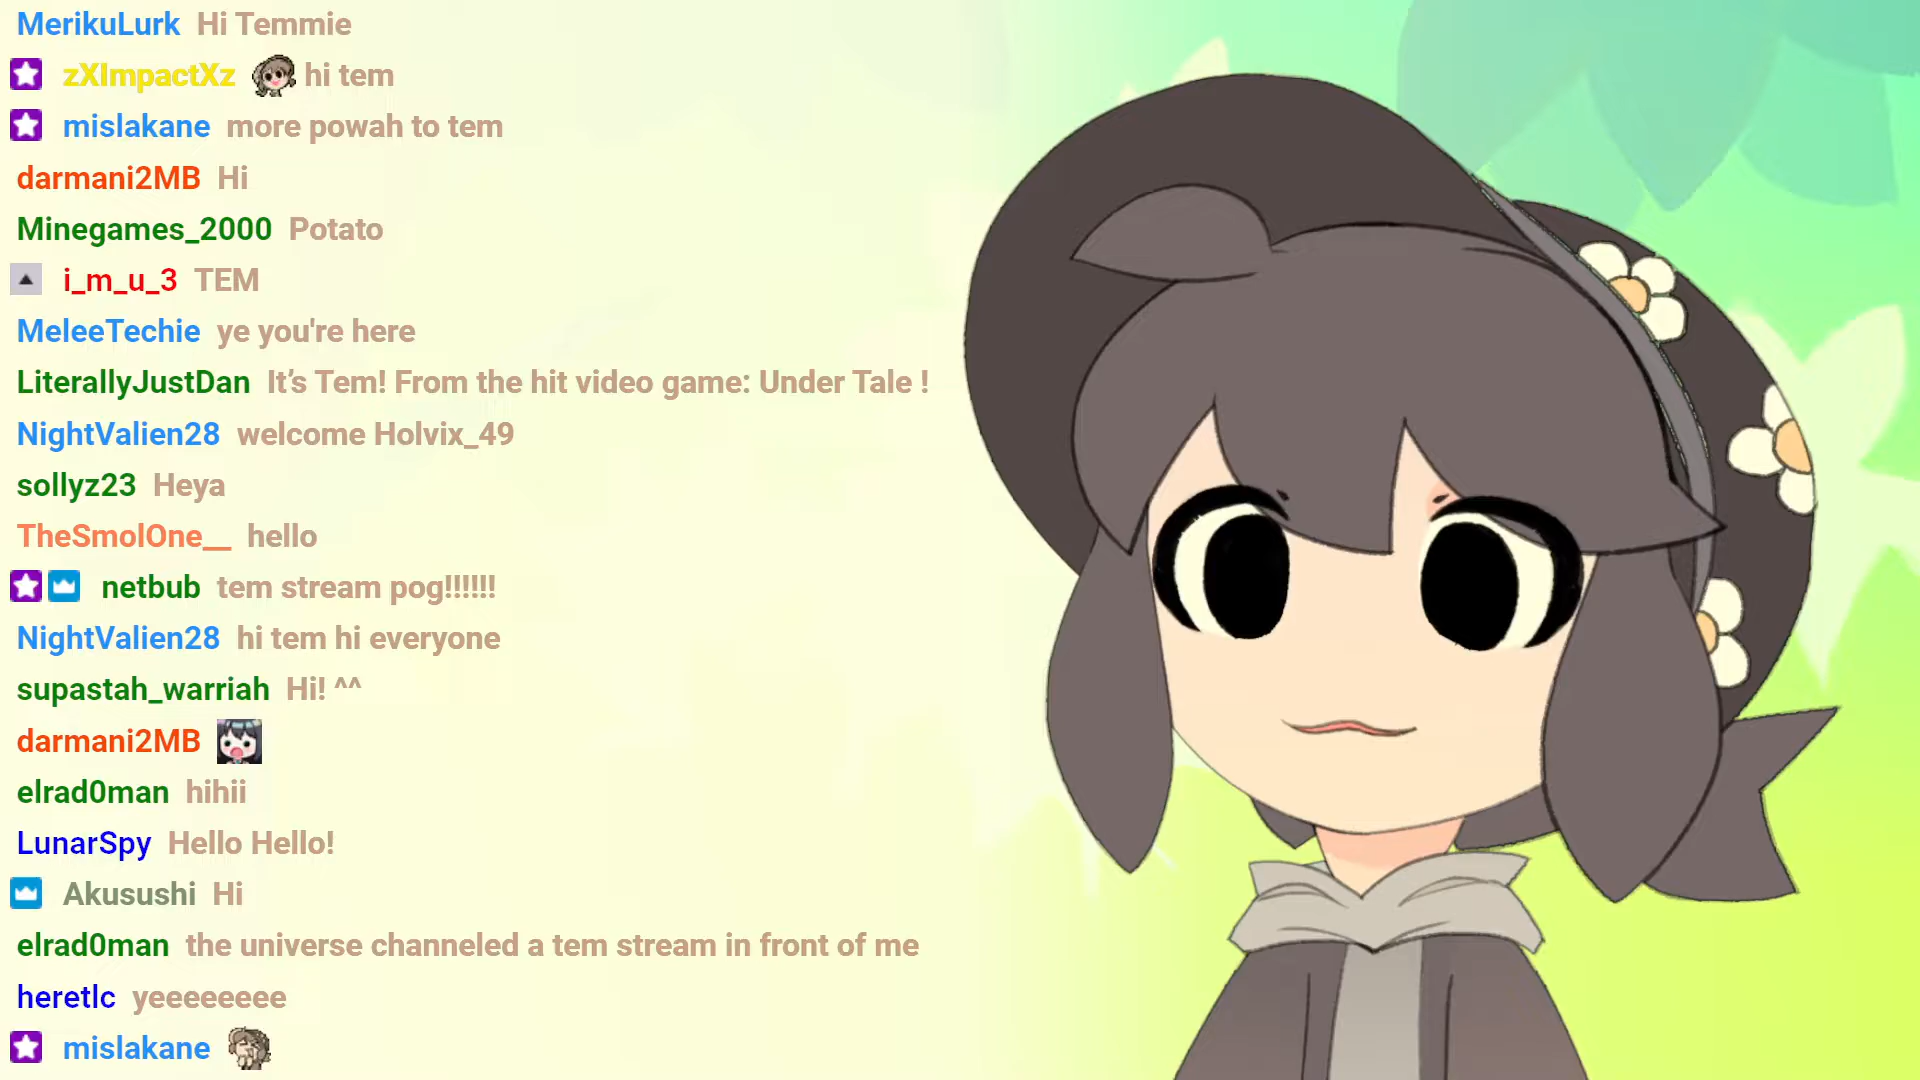 MerikuLurk Hi Temmie
zXImpactXz hi tem
mislakane more powah to tem
darmani2MB Hi
Minegames_2000 Potato
i_m_u_3 TEM
MeleeTechie ye you're here
LiterallyJustDan It’s Tem! From the hit video game: Under Tale !
NightValien28 welcome Holvix_49
sollyz23 Heya
TheSmolOne__ hello
netbub tem stream pog!!!!!!
NightValien28 hi tem hi everyone
supastah_warriah Hi! ^^
darmani2MB
elrad0man hihii
LunarSpy Hello Hello!
Akusushi Hi
elrad0man the universe channeled a tem stream in front of me
heretlc yeeeeeeee
mislakane